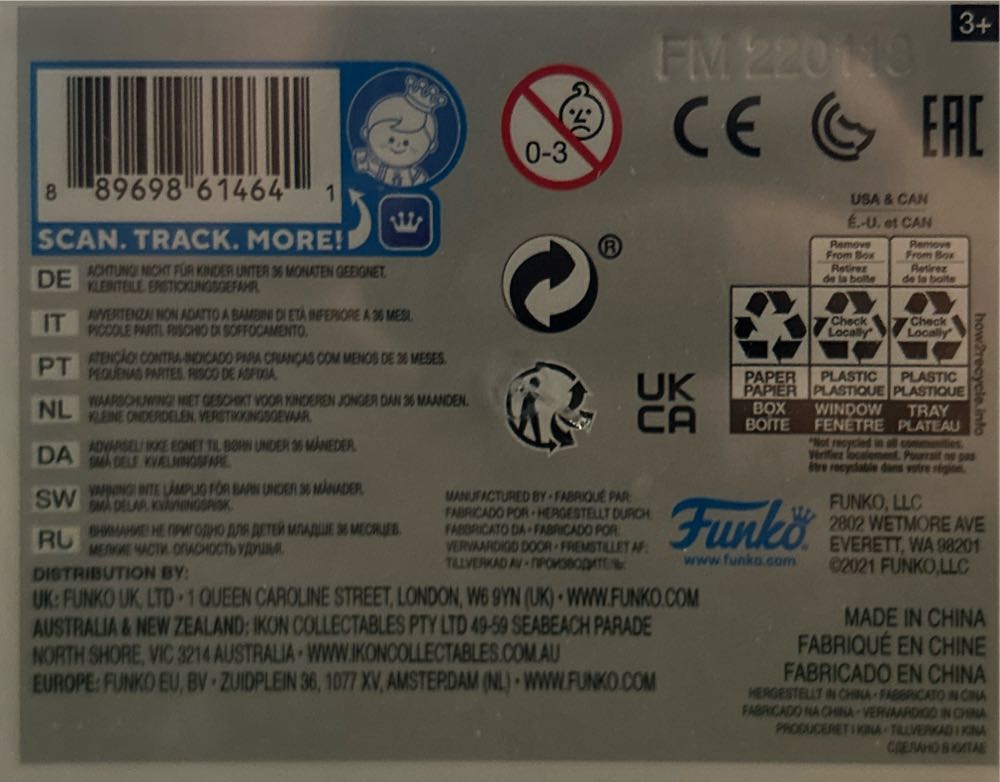 3+
FM 220113
8 89698 61464 1
SCAN. TRACK. MORE!
0-3
CE
EAC
®
UK
CA
USA & CAN
É.-U. et CAN
Remove
From Box
Retirez
de la boîte
Remove
From Box
Retirez
de la boîte
Check
Locally*
Check
Locally*
PAPER
PAPIER
PLASTIC
PLASTIQUE
PLASTIC
PLASTIQUE
BOX
BOÎTE
WINDOW
FENÊTRE
TRAY
PLATEAU
how2recycle.info
*Not recycled in all communities.
Vérifiez localement. Pourrait ne pas
être recyclable dans votre région.
DE ACHTUNG! NICHT FÜR KINDER UNTER 36 MONATEN GEEIGNET.
KLEINTEILE. ERSTICKUNGSGEFAHR.
IT AVVERTENZA! NON ADATTO A BAMBINI DI ETÀ INFERIORE A 36 MESI.
PICCOLE PARTI. RISCHIO DI SOFFOCAMENTO.
PT ATENÇÃO! CONTRA-INDICADO PARA CRIANÇAS COM MENOS DE 36 MESES.
PEQUENAS PARTES. RISCO DE ASFIXIA.
NL WAARSCHUWING! NIET GESCHIKT VOOR KINDEREN JONGER DAN 36 MAANDEN.
KLEINE ONDERDELEN. VERSTIKKINGSGEVAAR.
DA ADVARSEL! IKKE EGNET TIL BØRN UNDER 36 MÅNEDER.
SMÅ DELE. KVÆLNINGSFARE.
SW VARNING! INTE LÄMPLIG FÖR BARN UNDER 36 MÅNADER.
SMÅ DELAR. KVÄVNINGSRISK.
RU ВНИМАНИЕ! НЕ ПРИГОДНО ДЛЯ ДЕТЕЙ МЛАДШЕ 36 МЕСЯЦЕВ.
МЕЛКИЕ ЧАСТИ. ОПАСНОСТЬ УДУШЬЯ.
MANUFACTURED BY • FABRIQUÉ PAR:
FABRICADO POR • HERGESTELLT DURCH:
FABBRICATO DA • FABRICADO POR:
VERVAARDIGD DOOR • FREMSTILLET AF:
TILLVERKAD AV • ПРОИЗВОДИТЕЛЬ:
Funko®
www.funko.com
FUNKO, LLC
2802 WETMORE AVE
EVERETT, WA 98201
©2021 FUNKO,LLC
DISTRIBUTION BY:
UK: FUNKO UK, LTD • 1 QUEEN CAROLINE STREET, LONDON, W6 9YN (UK) • WWW.FUNKO.COM
AUSTRALIA & NEW ZEALAND: IKON COLLECTABLES PTY LTD 49-59 SEABEACH PARADE
NORTH SHORE, VIC 3214 AUSTRALIA • WWW.IKONCOLLECTABLES.COM.AU
EUROPE: FUNKO EU, BV • ZUIDPLEIN 36, 1077 XV, AMSTERDAM (NL) • WWW.FUNKO.COM
MADE IN CHINA
FABRIQUÉ EN CHINE
FABRICADO EN CHINA
HERGESTELLT IN CHINA • FABBRICATO IN CINA
FABRICADO NA CHINA • VERVAARDIGD IN CHINA
PRODUCERET I KINA • TILLVERKAD I KINA
СДЕЛАНО В КИТАЕ